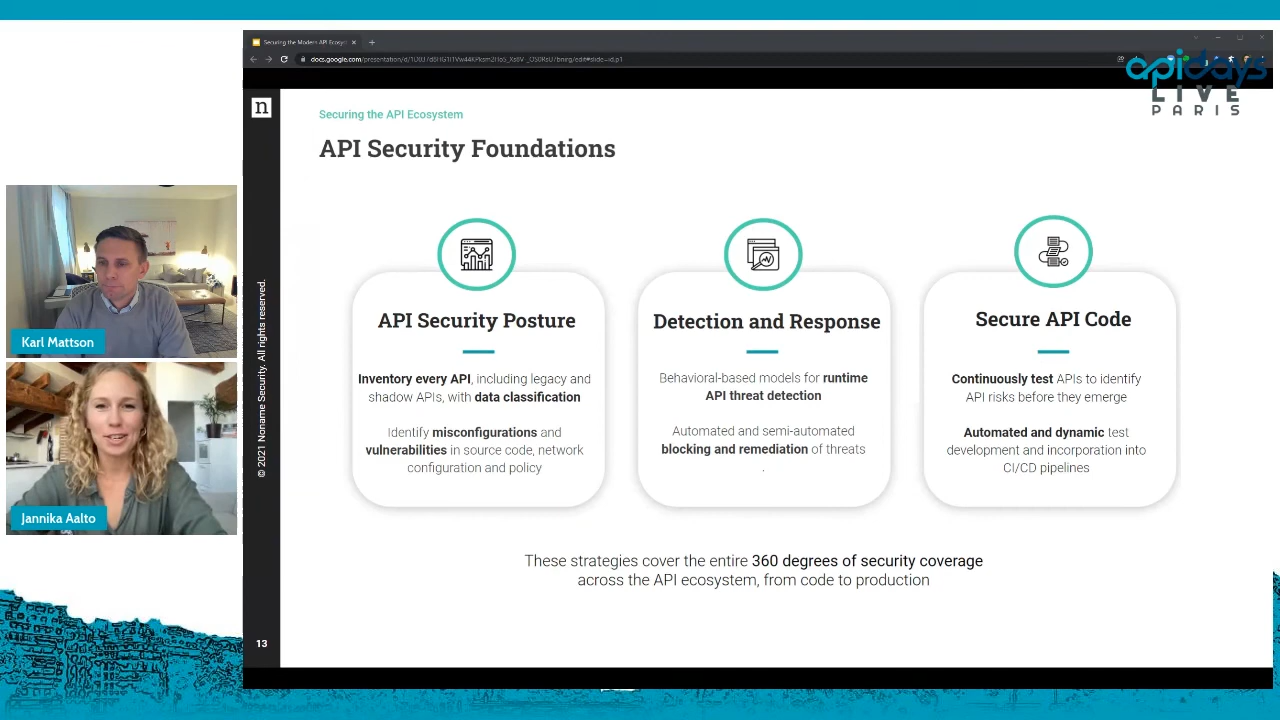 Securing the Modern API Ecosys
apidays
LIVE
PARIS
n
Securing the API Ecosystem
API Security Foundations
API Security Posture
Inventory every API, including legacy and
shadow APIs, with data classification
Identify misconfigurations and
vulnerabilities in source code, network
configuration and policy
Detection and Response
Behavioral-based models for runtime
API threat detection
Automated and semi-automated
blocking and remediation of threats
.
Secure API Code
Continuously test APIs to identify
API risks before they emerge
Automated and dynamic test
development and incorporation into
CI/CD pipelines
These strategies cover the entire 360 degrees of security coverage
across the API ecosystem, from code to production
© 2021 Noname Security. All rights reserved.
13
Karl Mattson
Jannika Aalto